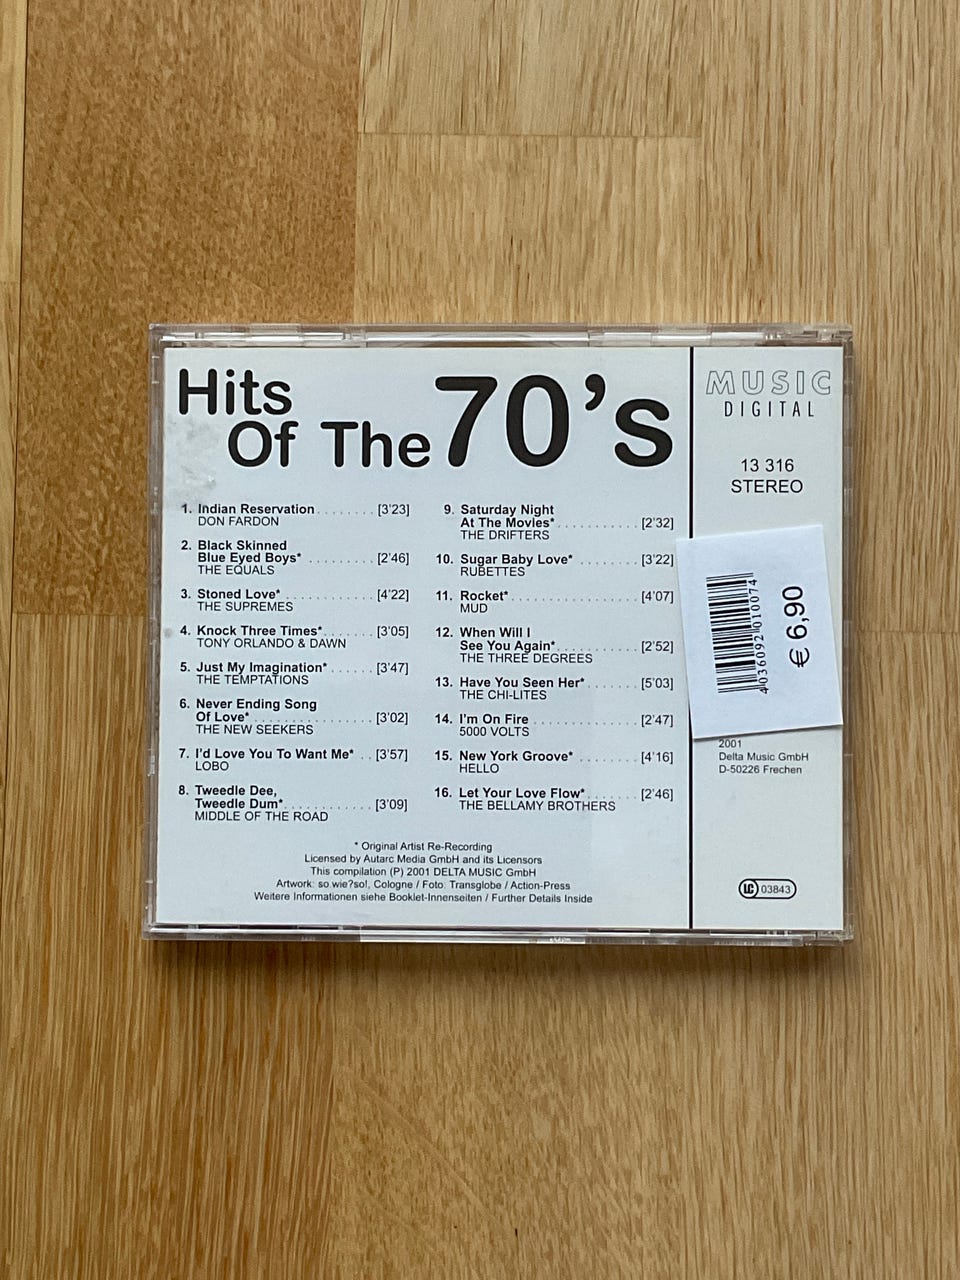 Hits
Of The 70's
1. Indian Reservation ........ [3'23]
DON FARDON
2. Black Skinned
Blue Eyed Boys* .......... [2'46]
THE EQUALS
3. Stoned Love* ............. [4'22]
THE SUPREMES
4. Knock Three Times* ........ [3'05]
TONY ORLANDO & DAWN
5. Just My Imagination* ...... [3'47]
THE TEMPTATIONS
6. Never Ending Song
Of Love* .................. [3'02]
THE NEW SEEKERS
7. I'd Love You To Want Me* .. [3'57]
LOBO
8. Tweedle Dee,
Tweedle Dum* ............ [3'09]
MIDDLE OF THE ROAD
9. Saturday Night
At The Movies* ........... [2'32]
THE DRIFTERS
10. Sugar Baby Love* ........ [3'22]
RUBETTES
11. Rocket* ................. [4'07]
MUD
12. When Will I
See You Again* ........... [2'52]
THE THREE DEGREES
13. Have You Seen Her* ...... [5'03]
THE CHI-LITES
14. I'm On Fire ............. [2'47]
5000 VOLTS
15. New York Groove* ........ [4'16]
HELLO
16. Let Your Love Flow* ...... [2'46]
THE BELLAMY BROTHERS
* Original Artist Re-Recording
Licensed by Autarc Media GmbH and its Licensors
This compilation (P) 2001 DELTA MUSIC GmbH
Artwork: so.wie?so!, Cologne / Foto: Transglobe / Action-Press
Weitere Informationen siehe Booklet-Innenseiten / Further Details Inside
MUSIC
DIGITAL
13 316
STEREO
4036092 010074
€ 6,90
2001
Delta Music GmbH
D-50226 Frechen
LC 03843